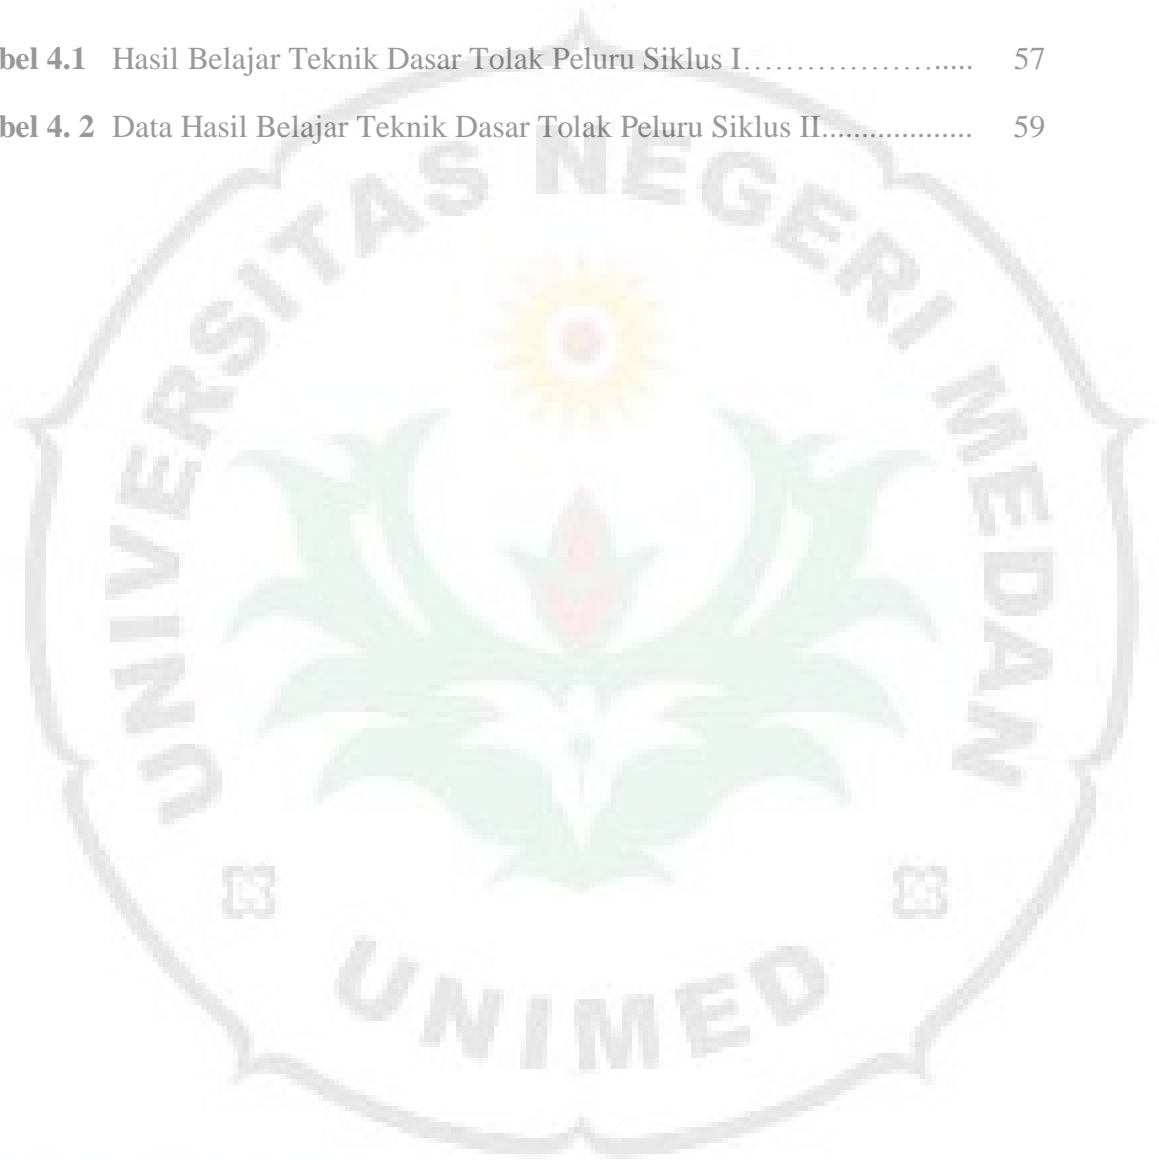 bel 4.1 Hasil Belajar Teknik Dasar Tolak Peluru Siklus I……………….... 57
bel 4. 2 Data Hasil Belajar Teknik Dasar Tolak Peluru Siklus II.................. 59
UNIVERSITAS NEGERI MEDAN
UNIMED